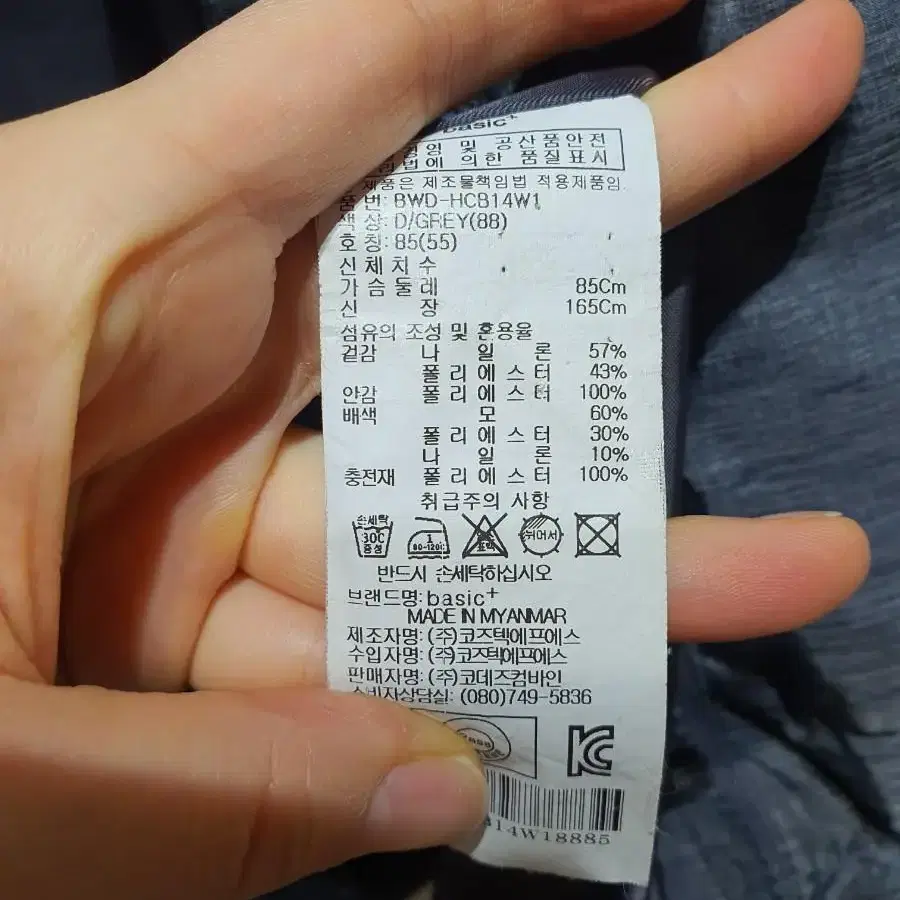 basic+
및 공산품안전
법에 의한 품질표시
제품은 제조물책임법 적용제품임.
품 번: BWD-HCB14W1
색 상: D/GREY(88)
호 칭: 85(55)
신체치수
가슴둘레 85Cm
신 장 165Cm
섬유의 조성 및 혼용율
겉감 나 일 론 57%
폴리에스터 43%
안감 폴리에스터 100%
배색 모 60%
폴리에스터 30%
나 일 론 10%
충전재 폴리에스터 100%
취급주의 사항
손세탁 30C 중성 1 80-120C 뉘어서
반드시 손세탁하십시오
브랜드명: basic+
MADE IN MYANMAR
제조자명: (주)코즈텍에프에스
수입자명: (주)코즈텍에프에스
판매자명: (주)코데즈컴바인
소비자상담실: (080)749-5836
KC
14W18885